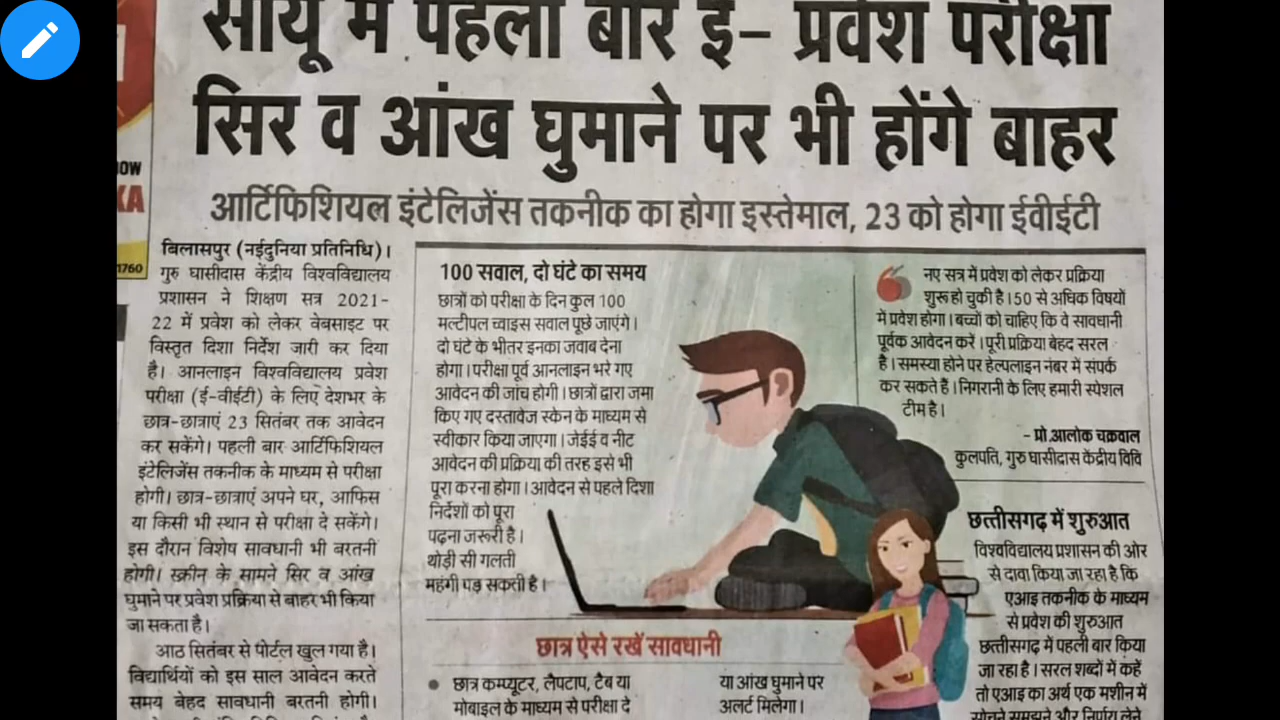 सीयू में पहली बार ई- प्रवेश परीक्षा
सिर व आंख घुमाने पर भी होंगे बाहर
आर्टिफिशियल इंटेलिजेंस तकनीक का होगा इस्तेमाल, 23 को होगा ईवीईटी
OW
KA
1760
बिलासपुर (नईदुनिया प्रतिनिधि)।
गुरु घासीदास केंद्रीय विश्वविद्यालय
प्रशासन ने शिक्षण सत्र 2021-
22 में प्रवेश को लेकर वेबसाइट पर
विस्तृत दिशा निर्देश जारी कर दिया
है। आनलाइन विश्वविद्यालय प्रवेश
परीक्षा (ई-वीईटी) के लिए देशभर के
छात्र-छात्राएं 23 सितंबर तक आवेदन
कर सकेंगे। पहली बार आर्टिफिशियल
इंटेलिजेंस तकनीक के माध्यम से परीक्षा
होगी। छात्र-छात्राएं अपने घर, आफिस
या किसी भी स्थान से परीक्षा दे सकेंगे।
इस दौरान विशेष सावधानी भी बरतनी
होगी। स्क्रीन के सामने सिर व आंख
घुमाने पर प्रवेश प्रक्रिया से बाहर भी किया
जा सकता है।
आठ सितंबर से पोर्टल खुल गया है।
विद्यार्थियों को इस साल आवेदन करते
समय बेहद सावधानी बरतनी होगी।
100 सवाल, दो घंटे का समय
छात्रों को परीक्षा के दिन कुल 100
मल्टीपल च्वाइस सवाल पूछे जाएंगे।
दो घंटे के भीतर इनका जवाब देना
होगा। परीक्षा पूर्व आनलाइन भरे गए
आवेदन की जांच होगी। छात्रों द्वारा जमा
किए गए दस्तावेज स्केन के माध्यम से
स्वीकार किया जाएगा। जेईई व नीट
आवेदन की प्रक्रिया की तरह इसे भी
पूरा करना होगा। आवेदन से पहले दिशा
निर्देशों को पूरा
पढ़ना जरूरी है।
थोड़ी सी गलती
महंगी पड़ सकती है।
नए सत्र में प्रवेश को लेकर प्रक्रिया
शुरू हो चुकी है। 50 से अधिक विषयों
में प्रवेश होगा। बच्चों को चाहिए कि वे सावधानी
पूर्वक आवेदन करें। पूरी प्रक्रिया बेहद सरल
है। समस्या होने पर हेल्पलाइन नंबर में संपर्क
कर सकते हैं। निगरानी के लिए हमारी स्पेशल
टीम है।
- प्रो.आलोक चक्रवाल
कुलपति, गुरु घासीदास केंद्रीय विवि
छत्तीसगढ़ में शुरुआत
विश्वविद्यालय प्रशासन की ओर
से दावा किया जा रहा है कि
एआइ तकनीक के माध्यम
से प्रवेश की शुरुआत
छत्तीसगढ़ में पहली बार किया
जा रहा है। सरल शब्दों में कहें
तो एआइ का अर्थ एक मशीन में
सोचने समझने और निर्णय लेने
छात्र ऐसे रखें सावधानी
● छात्र कम्प्यूटर, लैपटाप, टैब या
मोबाइल के माध्यम से परीक्षा दे
या आंख घुमाने पर
अलर्ट मिलेगा।